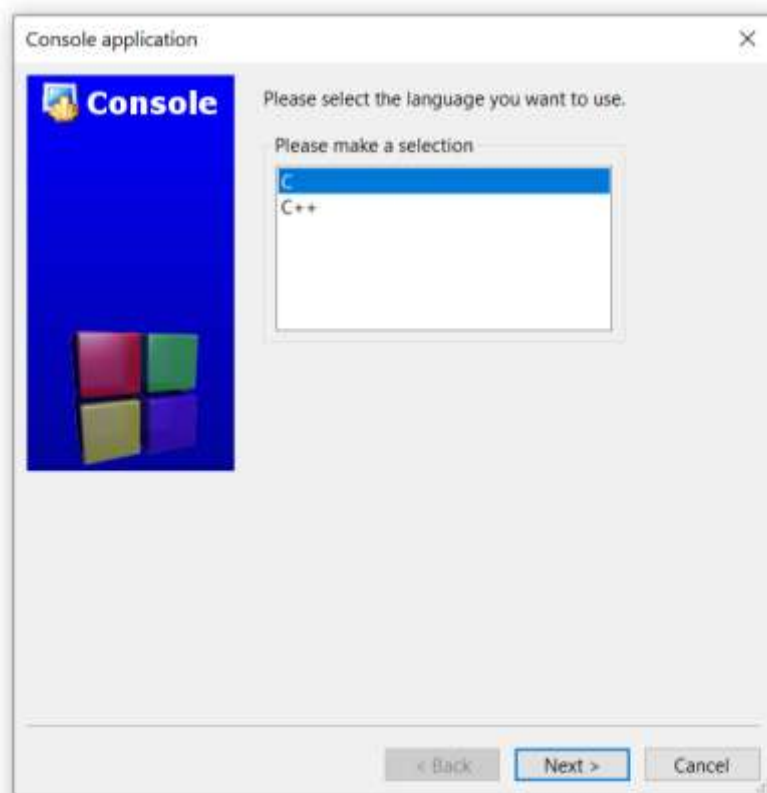 Console application
Console
Please select the language you want to use.
Please make a selection
C
C++
< Back
Next >
Cancel